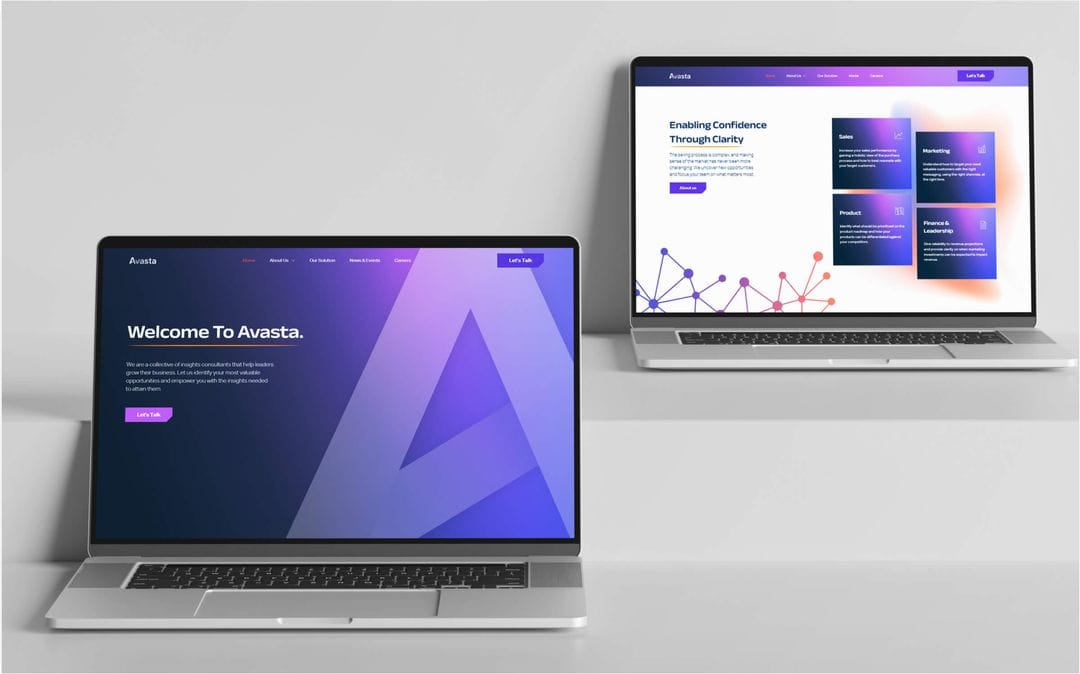 Avasta
Home
About Us
Our Solution
News & Events
Careers
Let's Talk
Welcome To Avasta.
We are a collective of insights consultants that help leaders
grow their business. Let us identify your most valuable
opportunities and empower you with the insights needed
to attain them
Let's Talk
Avasta
Home
About Us
Our Solution
Careers
Let's Talk
Enabling Confidence
Through Clarity
The selling process is complex, and making
sense of the market has never been more
challenging. We uncover new opportunities
and focus your team on what matters most.
About us
Sales
Increase your sales performance by
gaining a holistic view of the purchase
process and how to best resonate with
your target customers.
Marketing
Understand how to target your most
valuable customers with the right
messaging, using the right channels, at
the right time.
Product
Identify what should be prioritized on the
product roadmap and how your
products can be differentiated against
your competitors.
Finance &
Leadership
Give reliability to revenue projections
and provide clarity on when marketing
investments can be expected to impact
revenue.